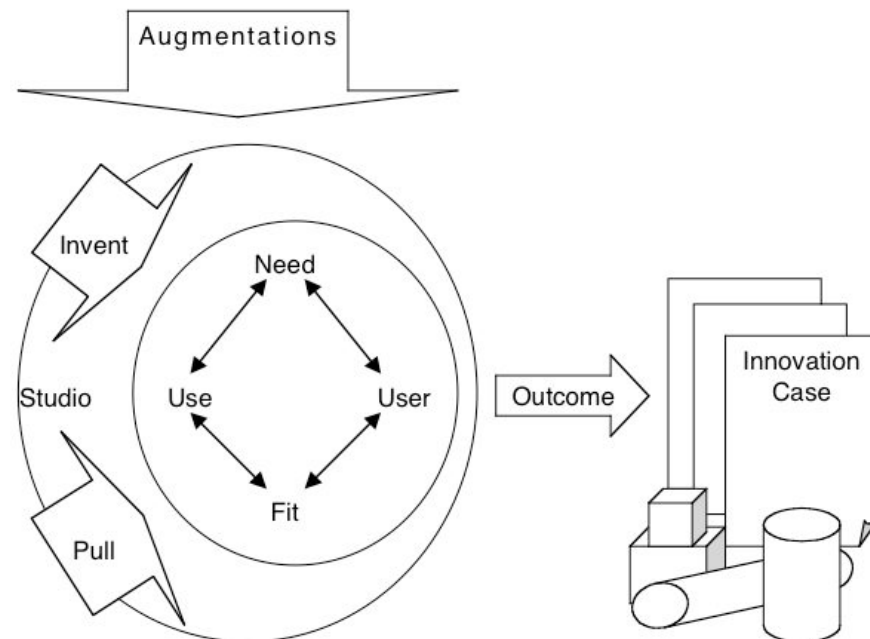 Augmentations
Invent
Need
Studio
Use
User
Outcome
Innovation
Case
Fit
Pull